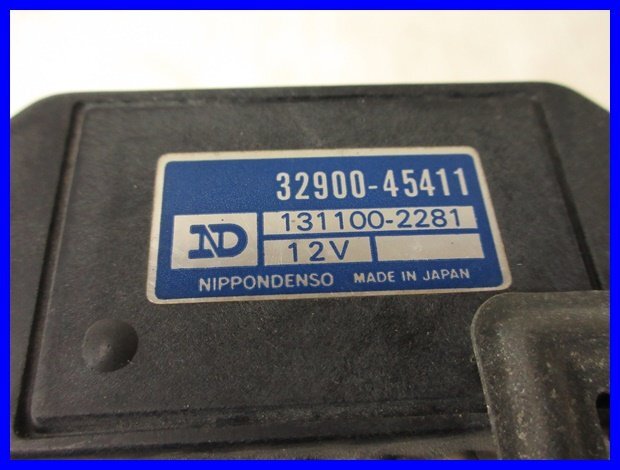 32900-45411
ND
131100-2281
12V
NIPPONDENSO MADE IN JAPAN